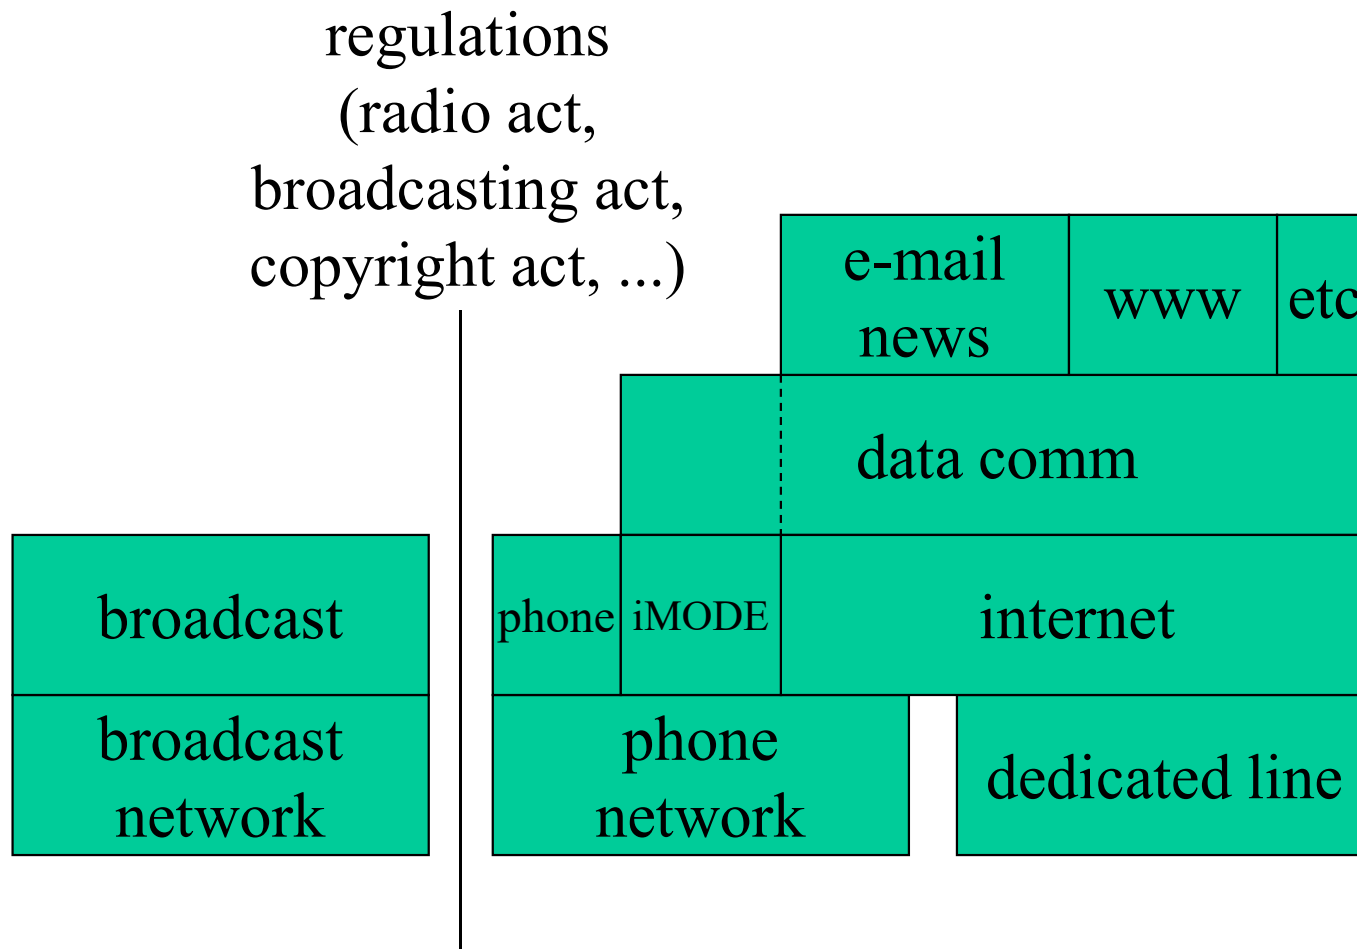 regulations
(radio act,
broadcasting act,
copyright act, ...)
e-mail
news
www
etc
data comm
broadcast
phone
iMODE
internet
broadcast
network
phone
network
dedicated line